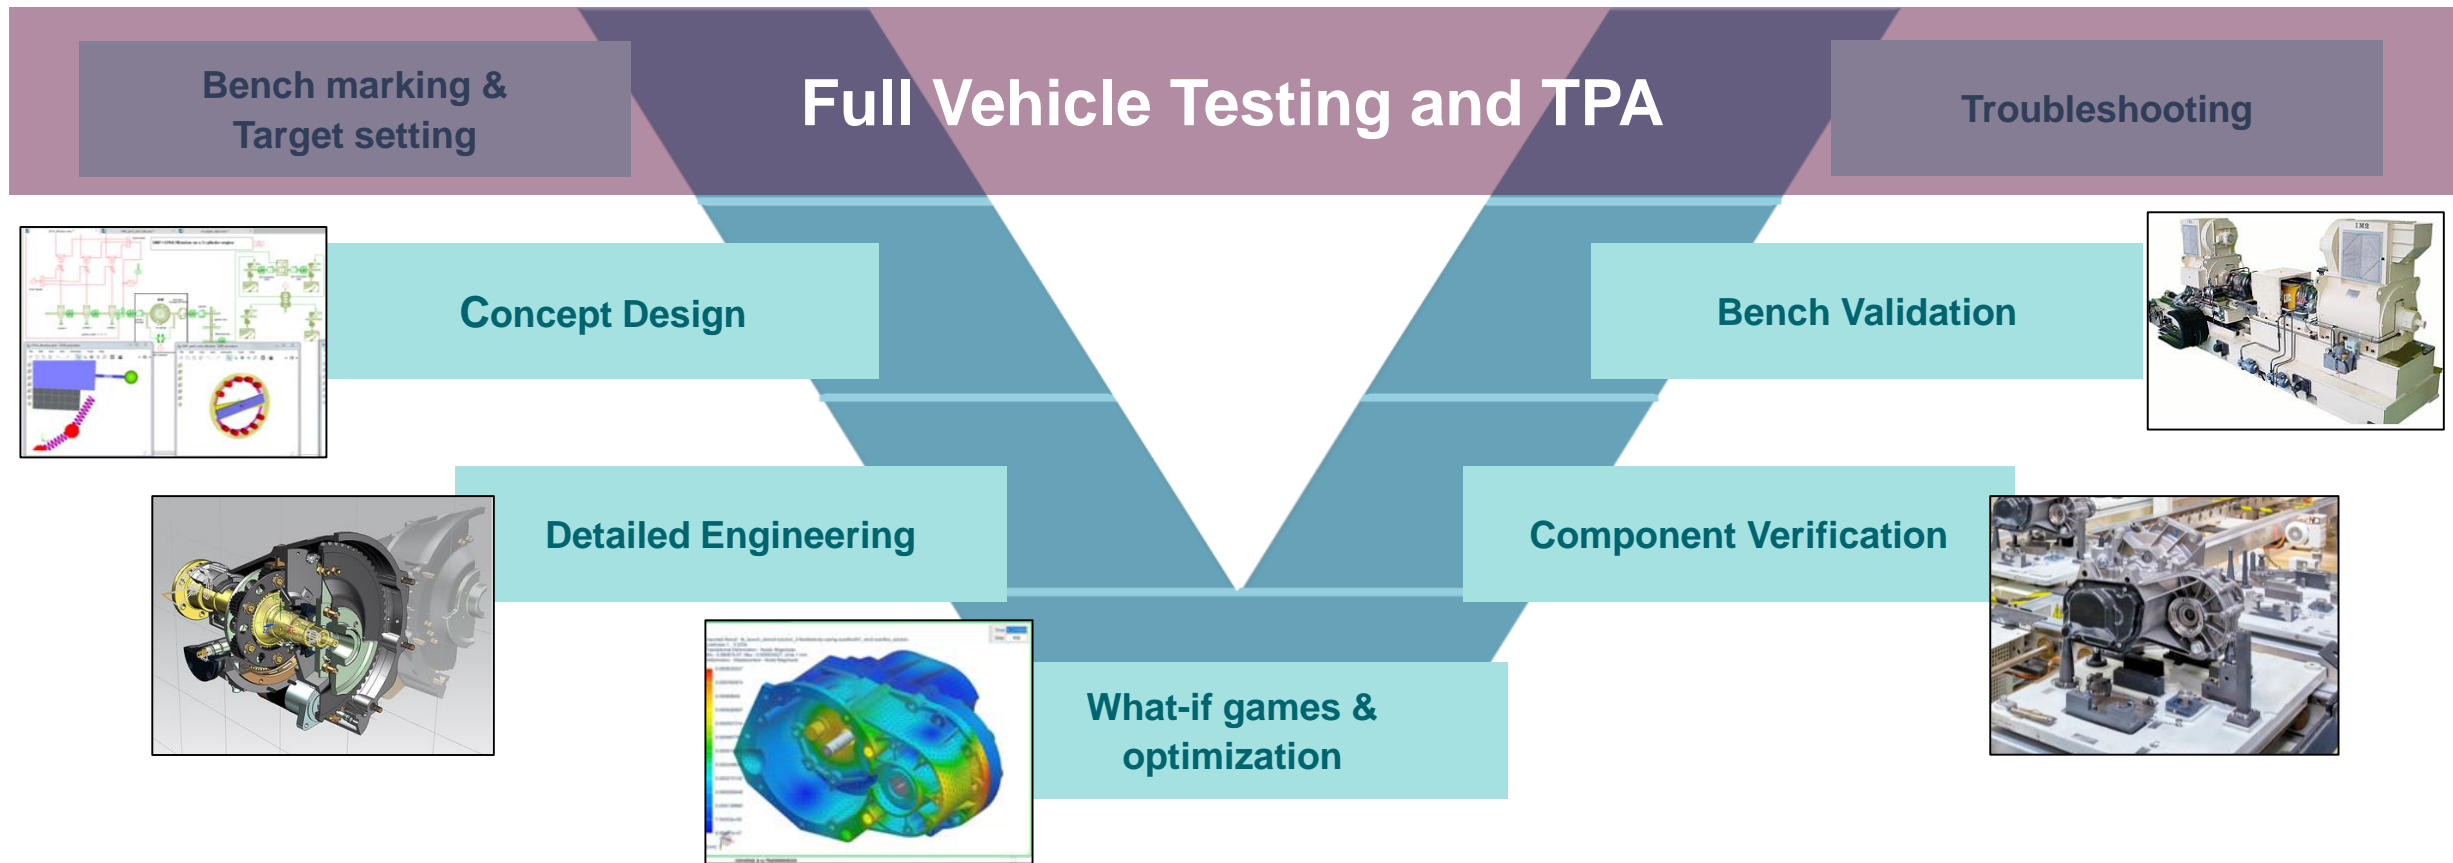 Bench marking &
Target setting
Full Vehicle Testing and TPA
Troubleshooting
Concept Design
Bench Validation
Detailed Engineering
Component Verification
What-if games &
optimization